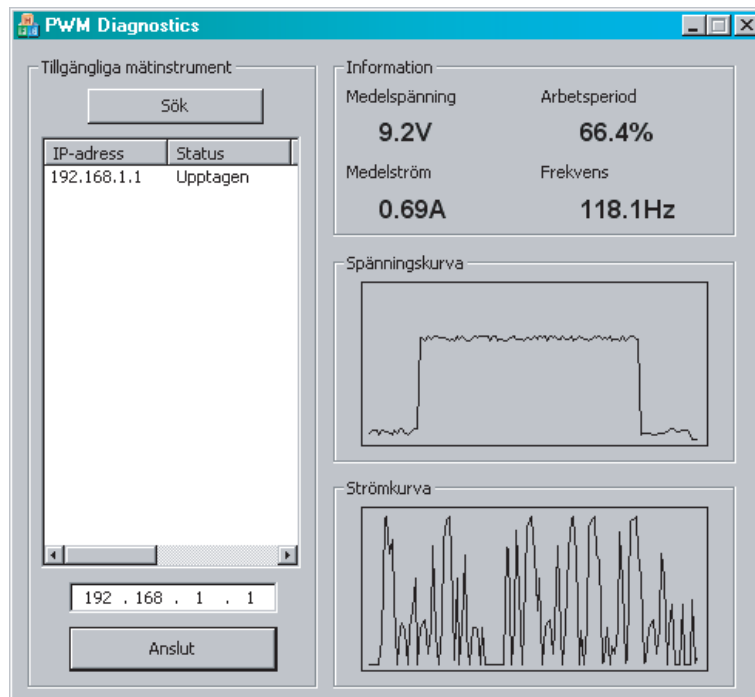 PWM Diagnostics
Tillgängliga mätinstrument
Sök
IP-adress Status
192.168.1.1 Upptagen
192 . 168 . 1 . 1
Anslut
Information
Medelspänning Arbetsperiod
9.2V 66.4%
Medelström Frekvens
0.69A 118.1Hz
Spänningskurva
Strömkurva